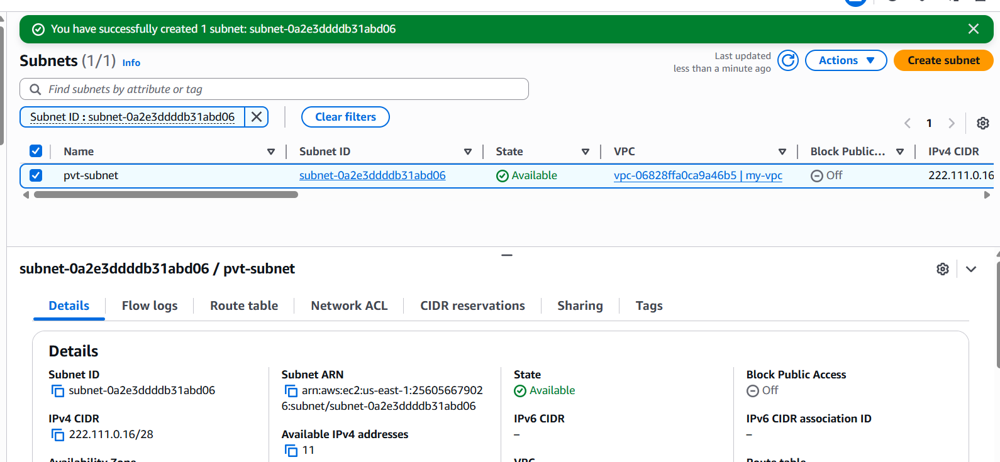 You have successfully created 1 subnet: subnet-0a2e3ddddb31abd06
Subnets (1/1) Info
Last updated
less than a minute ago
Actions
Create subnet
Find subnets by attribute or tag
Subnet ID : subnet-0a2e3ddddb31abd06
Clear filters
1
Name Subnet ID State VPC Block Public... IPv4 CIDR
pvt-subnet subnet-0a2e3ddddb31abd06 Available vpc-06828ffa0ca9a46b5 | my-vpc Off 222.111.0.16
subnet-0a2e3ddddb31abd06 / pvt-subnet
Details Flow logs Route table Network ACL CIDR reservations Sharing Tags
Details
Subnet ID
subnet-0a2e3ddddb31abd06
IPv4 CIDR
222.111.0.16/28
Availability Zone
Subnet ARN
arn:aws:ec2:us-east-1:25605667902
6:subnet/subnet-0a2e3ddddb31abd06
Available IPv4 addresses
11
State
Available
IPv6 CIDR
–
VPC
Block Public Access
Off
IPv6 CIDR association ID
–
Route table